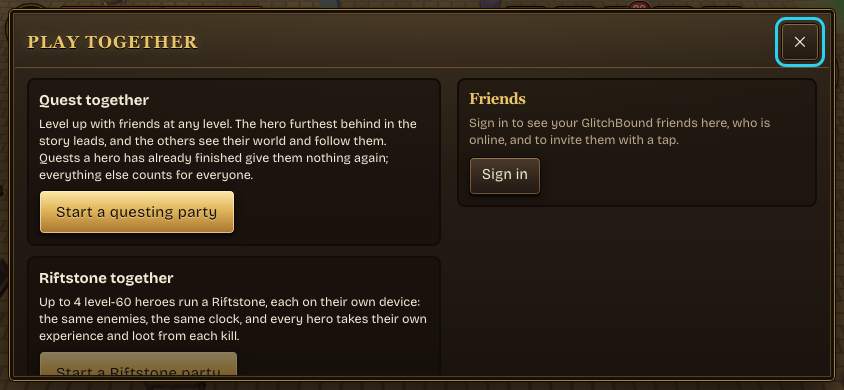 PLAY TOGETHER
Quest together
Level up with friends at any level. The hero furthest behind in the
story leads, and the others see their world and follow them.
Quests a hero has already finished give them nothing again;
everything else counts for everyone.
Start a questing party
Riftstone together
Up to 4 level-60 heroes run a Riftstone, each on their own device:
the same enemies, the same clock, and every hero takes their own
experience and loot from each kill.
Start a Riftstone party
Friends
Sign in to see your GlitchBound friends here, who is
online, and to invite them with a tap.
Sign in